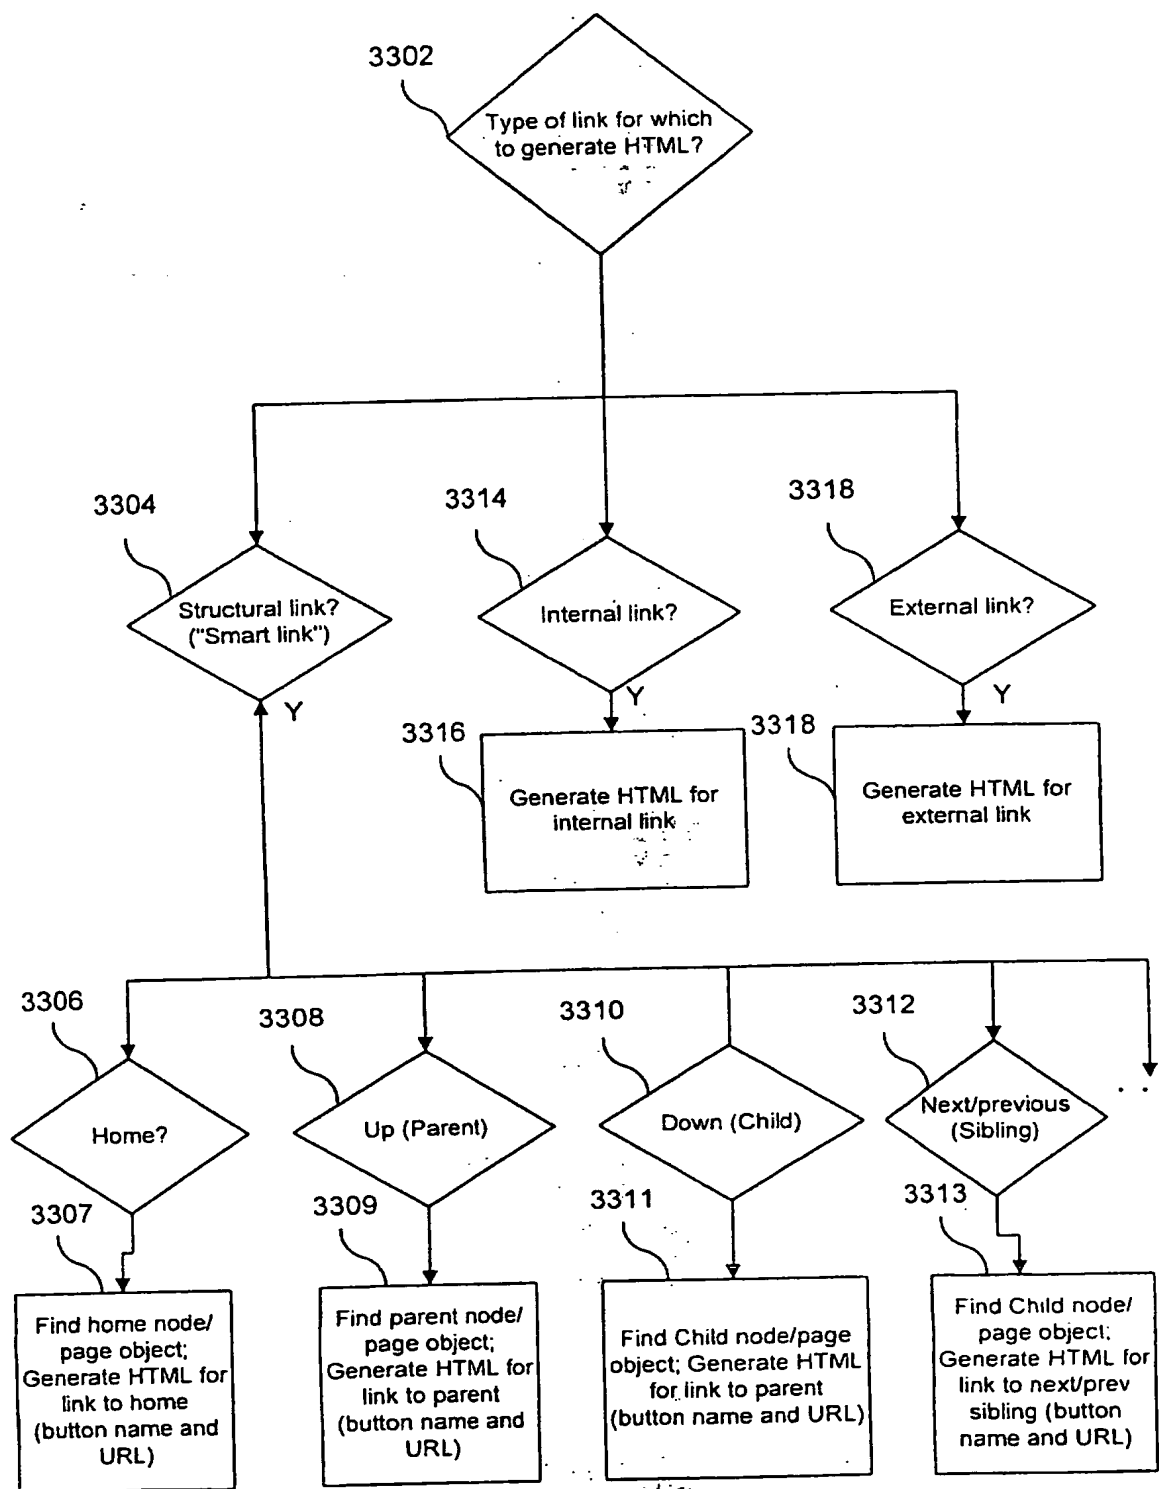 3302
Type of link for which
to generate HTML?
3304
3314
3318
Structural link?
("Smart link")
Internal link?
External link?
Y
Y
Y
3316
3318
Generate HTML for
internal link
Generate HTML for
external link
3306
3308
3310
3312
Home?
Up (Parent)
Down (Child)
Next/previous
(Sibling)
. .
3307
3309
3311
3313
Find home node/
page object;
Generate HTML for
link to home
(button name and
URL)
Find parent node/
page object;
Generate HTML for
link to parent
(button name and
URL)
Find Child node/page
object; Generate HTML
for link to parent
(button name and URL)
Find Child node/
page object;
Generate HTML for
link to next/prev
sibling (button
name and URL)